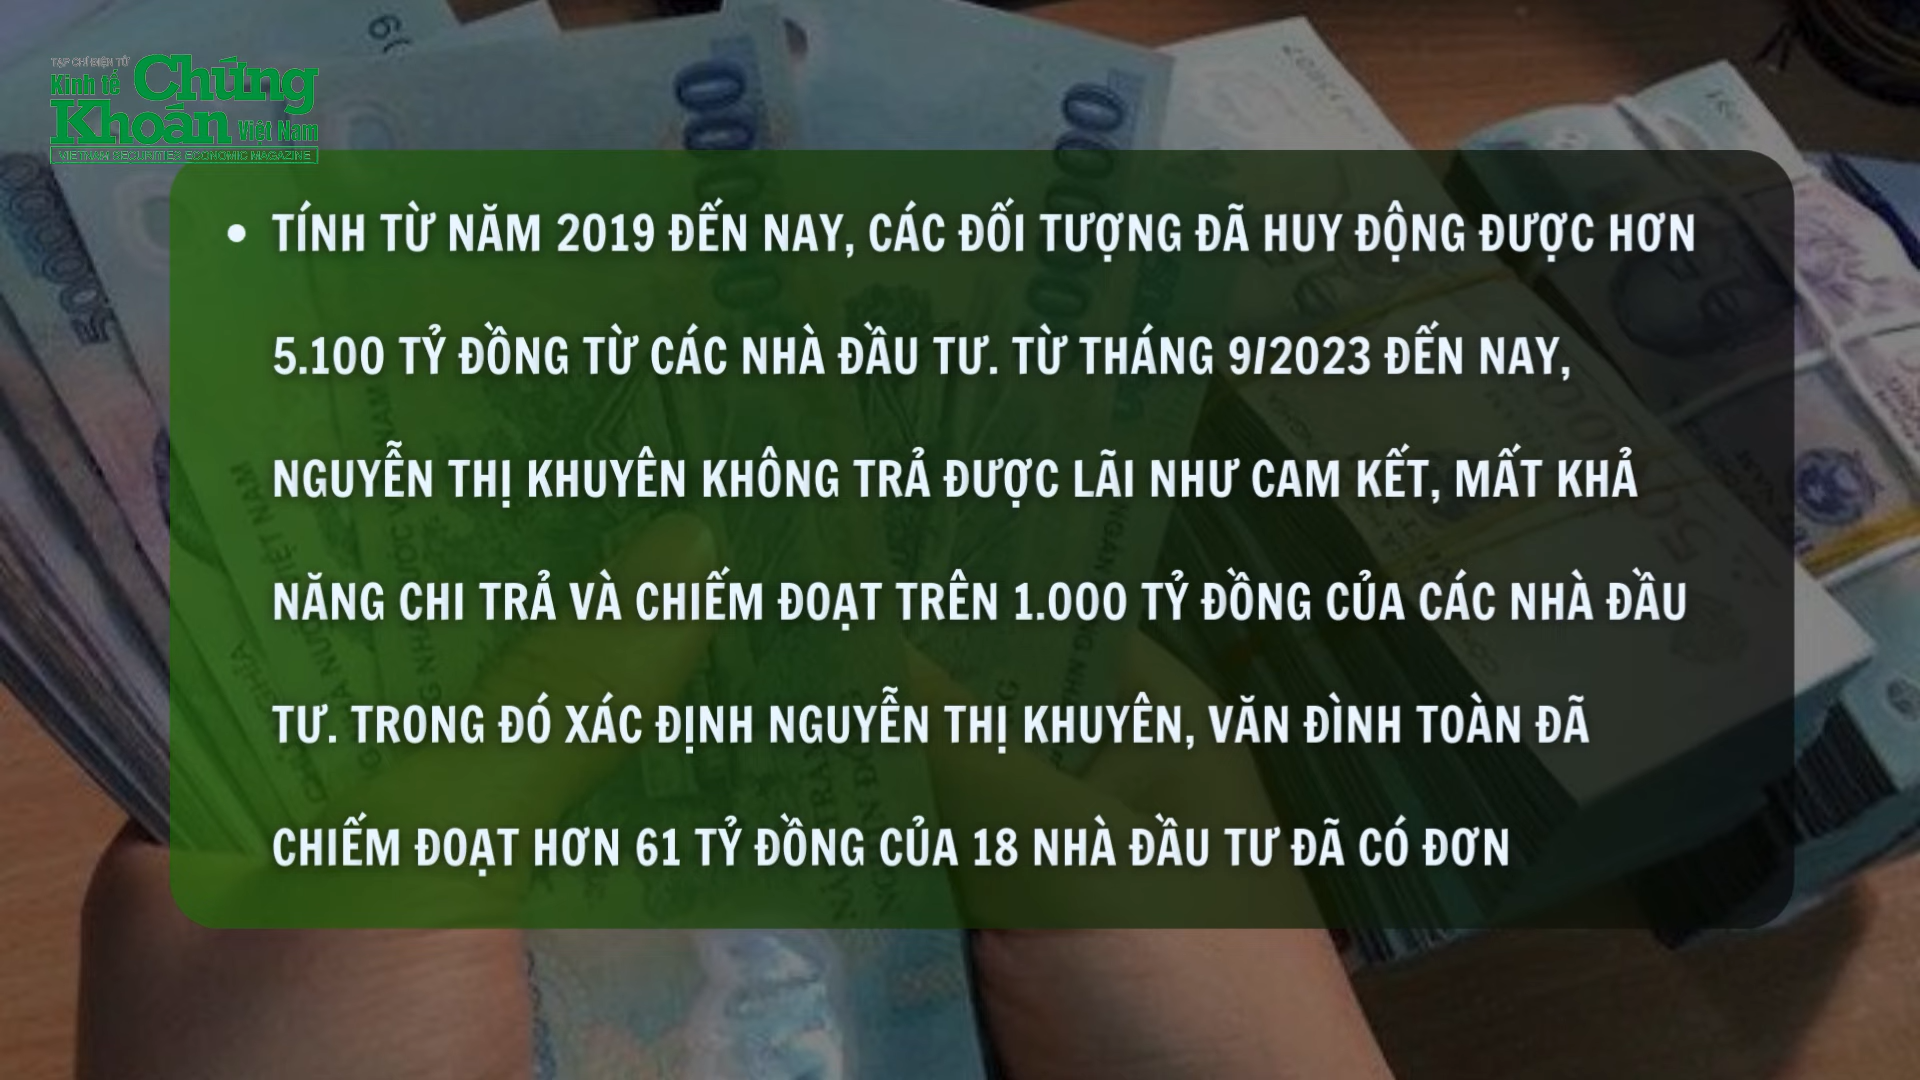 TẠP CHÍ ĐIỆN TỬ
Kinh tế Chứng
Khoán Việt Nam
VIETNAM SECURITIES ECONOMIC MAGAZINE
• TÍNH TỪ NĂM 2019 ĐẾN NAY, CÁC ĐỐI TƯỢNG ĐÃ HUY ĐỘNG ĐƯỢC HƠN
5.100 TỶ ĐỒNG TỪ CÁC NHÀ ĐẦU TƯ. TỪ THÁNG 9/2023 ĐẾN NAY,
NGUYỄN THỊ KHUYÊN KHÔNG TRẢ ĐƯỢC LÃI NHƯ CAM KẾT, MẤT KHẢ
NĂNG CHI TRẢ VÀ CHIẾM ĐOẠT TRÊN 1.000 TỶ ĐỒNG CỦA CÁC NHÀ ĐẦU
TƯ. TRONG ĐÓ XÁC ĐỊNH NGUYỄN THỊ KHUYÊN, VĂN ĐÌNH TOÀN ĐÃ
CHIẾM ĐOẠT HƠN 61 TỶ ĐỒNG CỦA 18 NHÀ ĐẦU TƯ ĐÃ CÓ ĐƠN